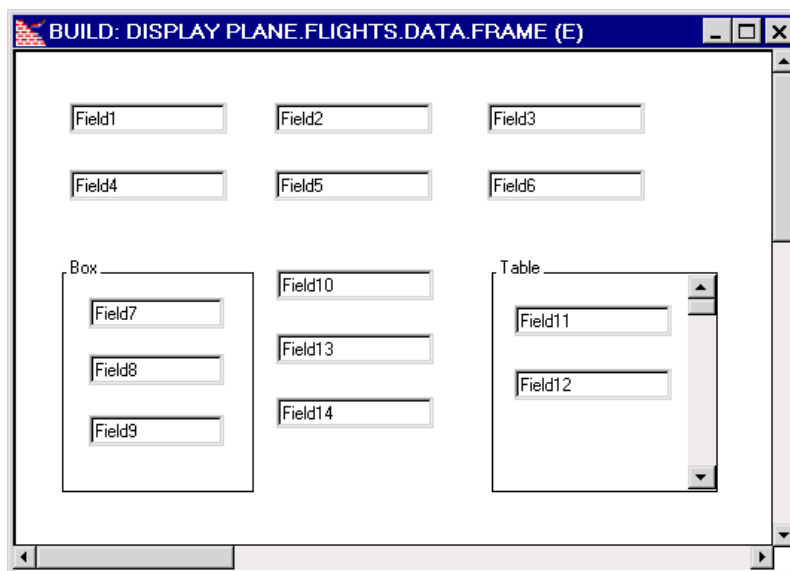 BUILD: DISPLAY PLANE.FLIGHTS.DATA.FRAME (E)
Field1 Field2 Field3
Field4 Field5 Field6
Box
Field7
Field8
Field9
Field10
Field13
Field14
Table
Field11
Field12